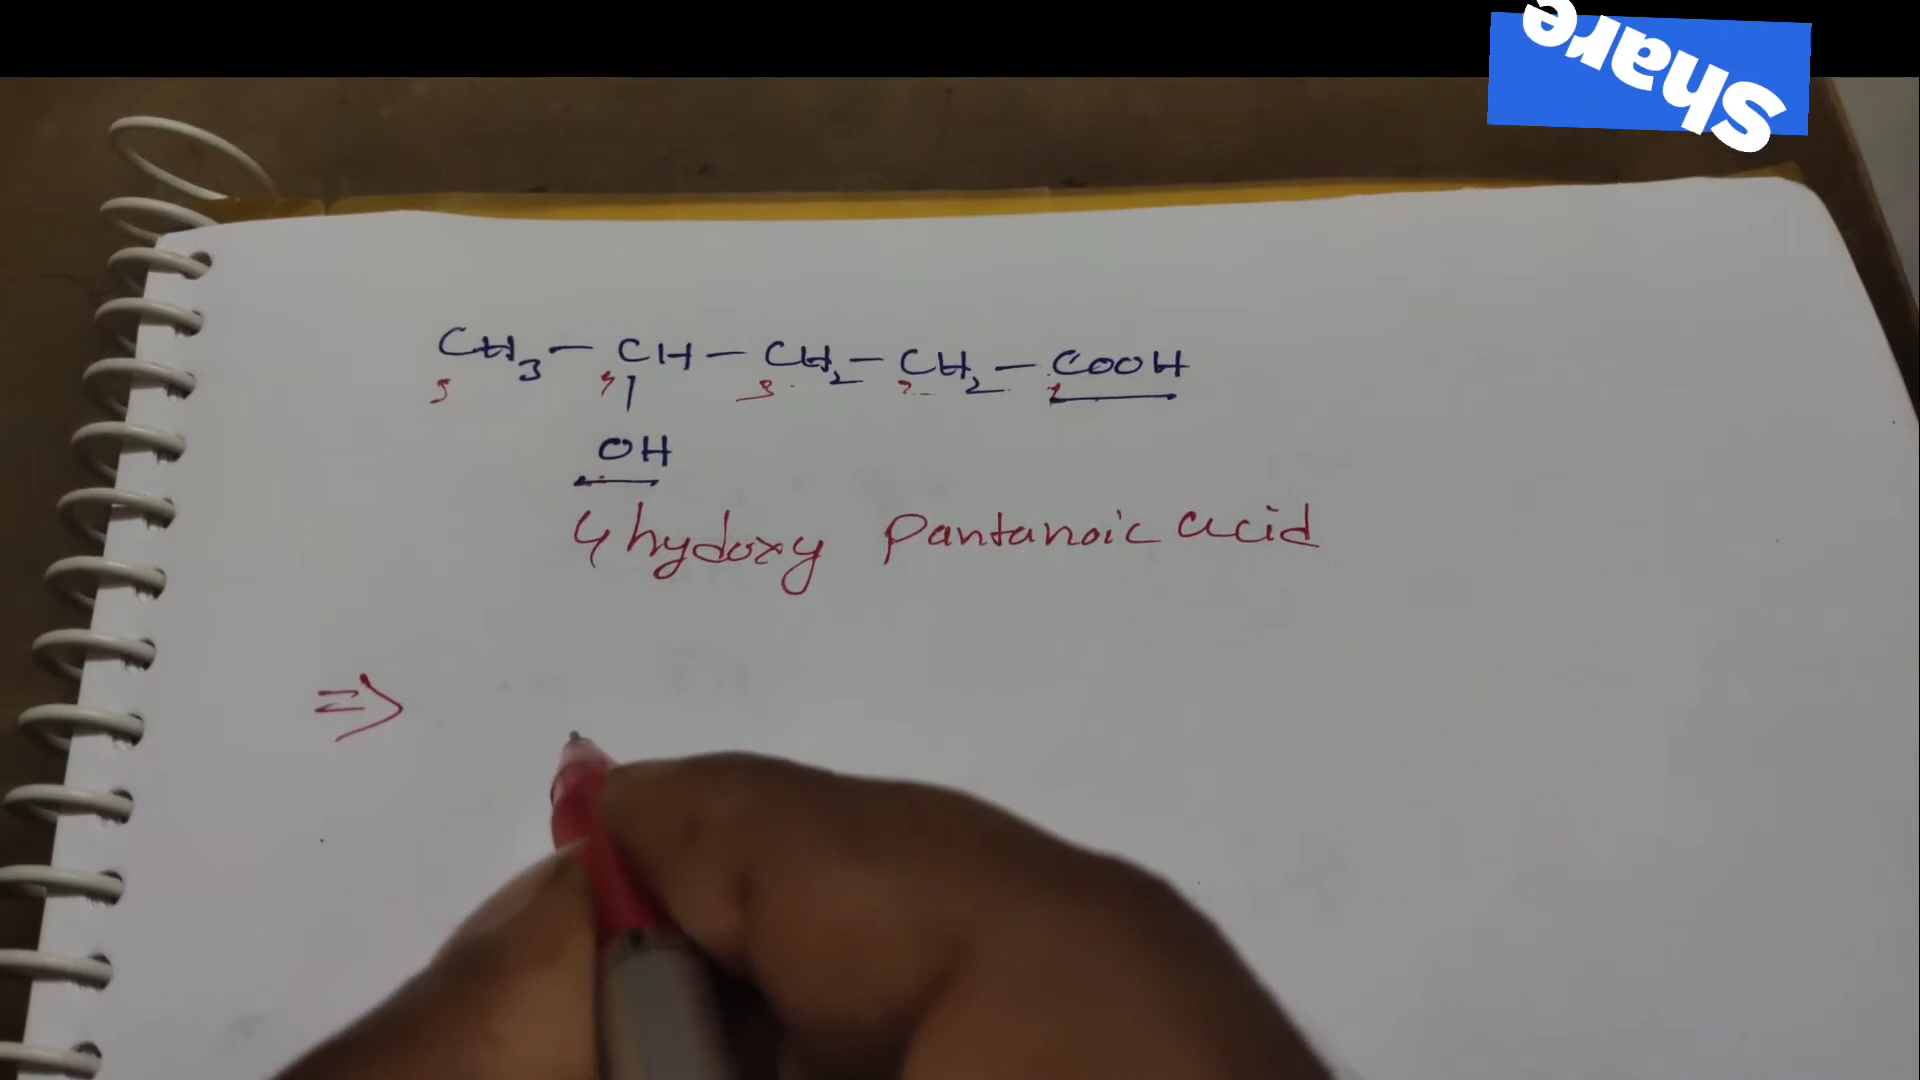 Share
CH3 - CH - CH2 - CH2 - COOH
5 4 3 2 1
OH
4 hydoxy pantanoic acid
⇒